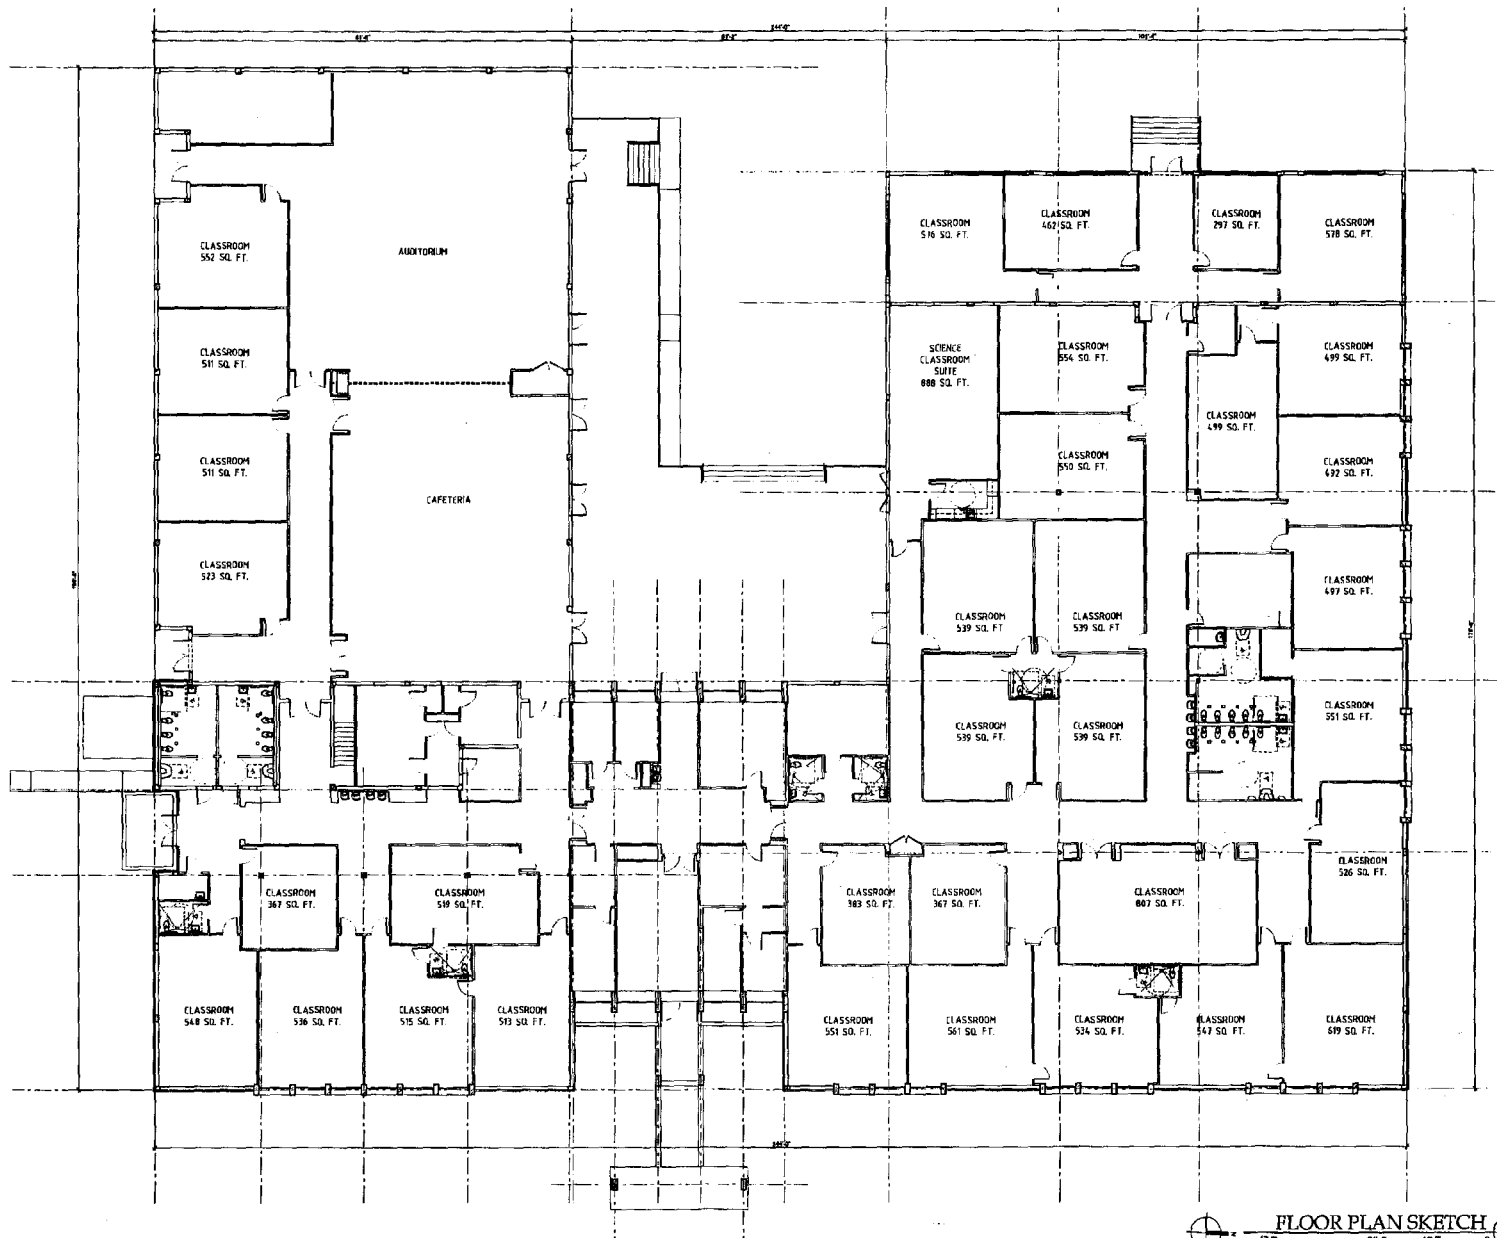 244'-0"
CLASSROOM
516 SQ. FT.
CLASSROOM
462 SQ. FT.
CLASSROOM
297 SQ. FT.
CLASSROOM
578 SQ. FT.
CLASSROOM
552 SQ. FT.
AUDITORIUM
CLASSROOM
511 SQ. FT.
SCIENCE
CLASSROOM
SUITE
888 SQ. FT.
CLASSROOM
554 SQ. FT.
CLASSROOM
499 SQ. FT.
CLASSROOM
499 SQ. FT.
CLASSROOM
511 SQ. FT.
CLASSROOM
550 SQ. FT.
CLASSROOM
492 SQ. FT.
CAFETERIA
CLASSROOM
523 SQ. FT.
CLASSROOM
497 SQ. FT.
CLASSROOM
539 SQ. FT
CLASSROOM
539 SQ. FT.
CLASSROOM
551 SQ. FT.
CLASSROOM
539 SQ. FT.
CLASSROOM
539 SQ. FT.
CLASSROOM
526 SQ. FT.
CLASSROOM
367 SQ. FT.
CLASSROOM
519 SQ. FT.
CLASSROOM
383 SQ. FT.
CLASSROOM
367 SQ. FT.
CLASSROOM
807 SQ. FT.
CLASSROOM
548 SQ. FT.
CLASSROOM
536 SQ. FT.
CLASSROOM
515 SQ. FT.
CLASSROOM
513 SQ. FT.
CLASSROOM
551 SQ. FT.
CLASSROOM
561 SQ. FT.
CLASSROOM
534 SQ. FT.
CLASSROOM
547 SQ. FT.
CLASSROOM
619 SQ. FT.
244'-0"
FLOOR PLAN SKETCH